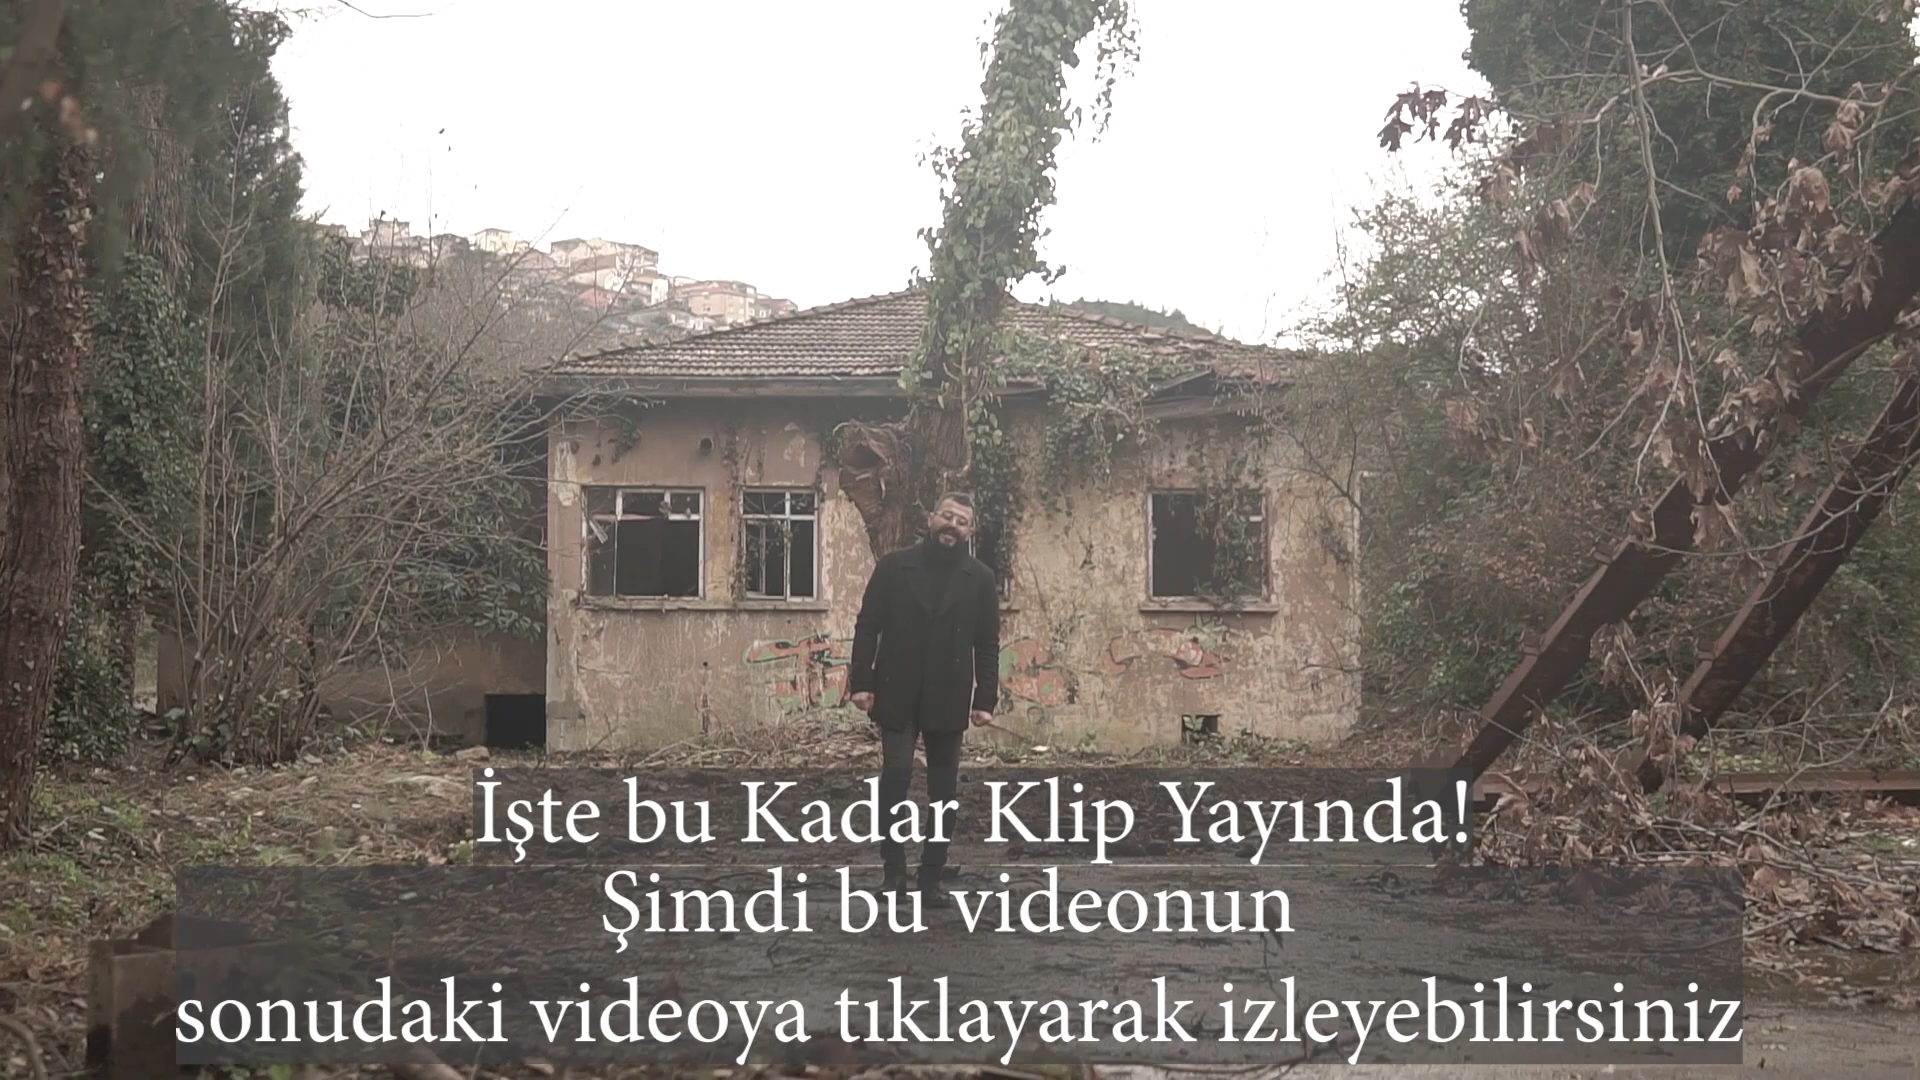 İşte bu Kadar Klip Yayında!
Şimdi bu videonun
sonudaki videoya tıklayarak izleyebilirsiniz